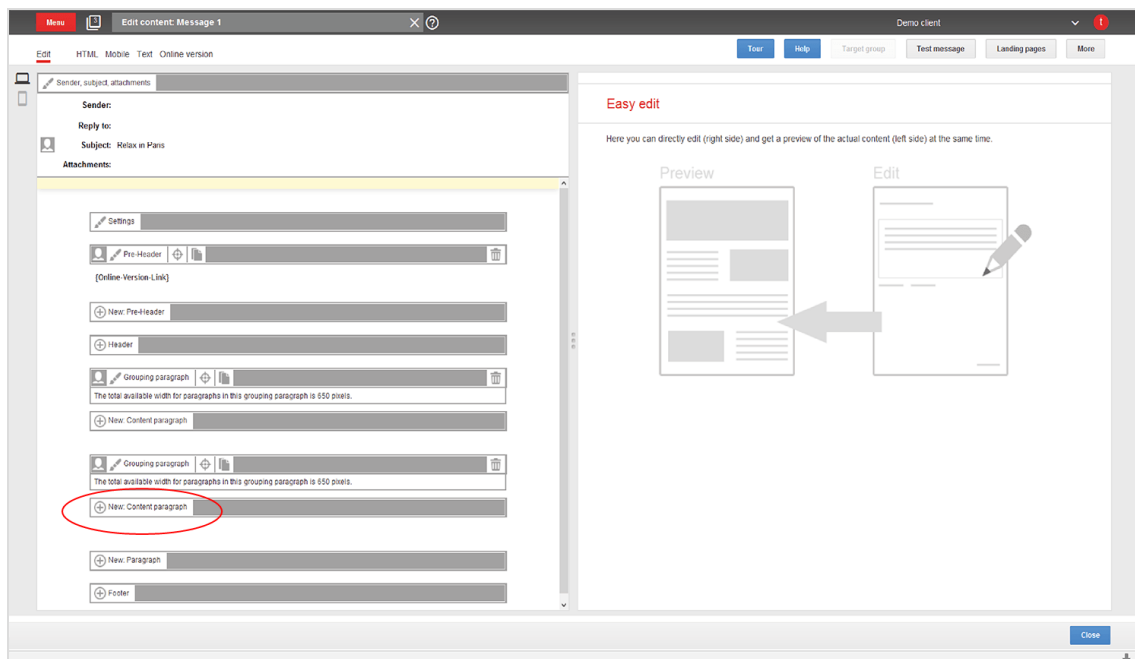 Menu
3
Edit content: Message 1
Demo client
t
Edit HTML Mobile Text Online version
Tour Help Target group Test message Landing pages More
Sender, subject, attachments
Sender:
Reply to:
Subject: Relax in Paris
Attachments:
Settings
Pre-Header
{Online-Version-Link}
New: Pre-Header
Header
Grouping paragraph
The total available width for paragraphs in this grouping paragraph is 650 pixels.
New: Content paragraph
Grouping paragraph
The total available width for paragraphs in this grouping paragraph is 650 pixels.
New: Content paragraph
New: Paragraph
Footer
Easy edit
Here you can directly edit (right side) and get a preview of the actual content (left side) at the same time.
Preview Edit
Close